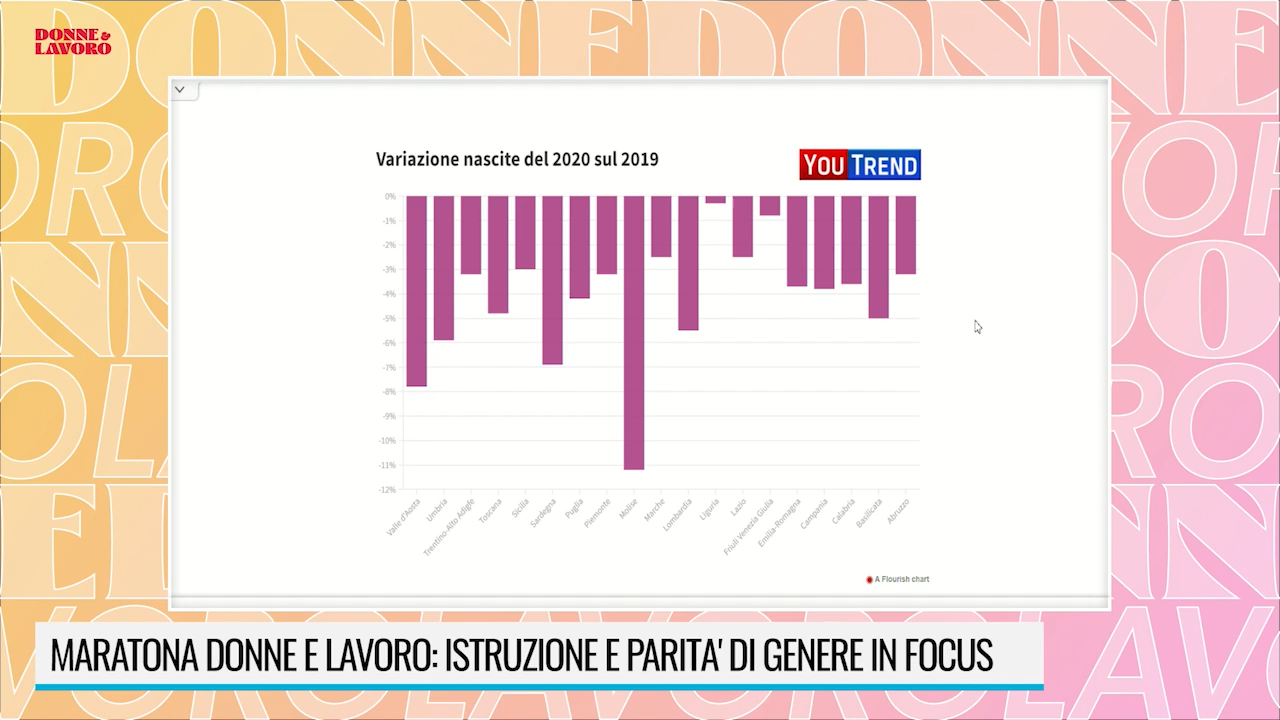 DONNE &
LAVORO
Variazione nascite del 2020 sul 2019
YOUTREND
0%
-1%
-2%
-3%
-4%
-5%
-6%
-7%
-8%
-9%
-10%
-11%
-12%
Valle d'Aosta
Umbria
Trentino-Alto Adige
Toscana
Sicilia
Sardegna
Puglia
Piemonte
Molise
Marche
Lombardia
Liguria
Lazio
Friuli Venezia Giulia
Emilia-Romagna
Campania
Calabria
Basilicata
Abruzzo
A Flourish chart
MARATONA DONNE E LAVORO: ISTRUZIONE E PARITA' DI GENERE IN FOCUS